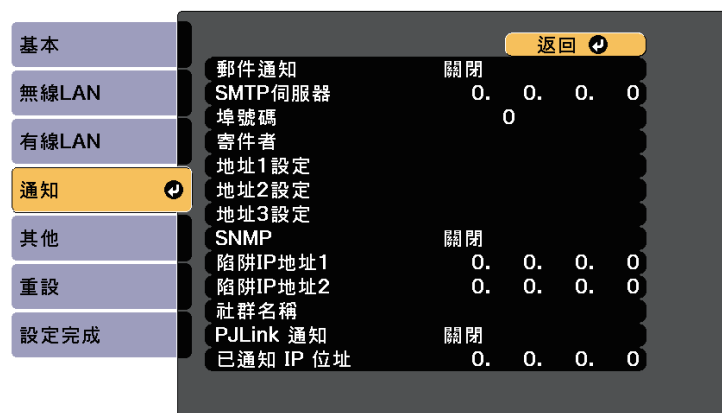 基本
無線LAN
有線LAN
通知
其他
重設
設定完成
返回
郵件通知 關閉
SMTP伺服器 0. 0. 0. 0
埠號碼 0
寄件者
地址1設定
地址2設定
地址3設定
SNMP 關閉
陷阱IP地址1 0. 0. 0. 0
陷阱IP地址2 0. 0. 0. 0
社群名稱
PJLink 通知 關閉
已通知 IP 位址 0. 0. 0. 0